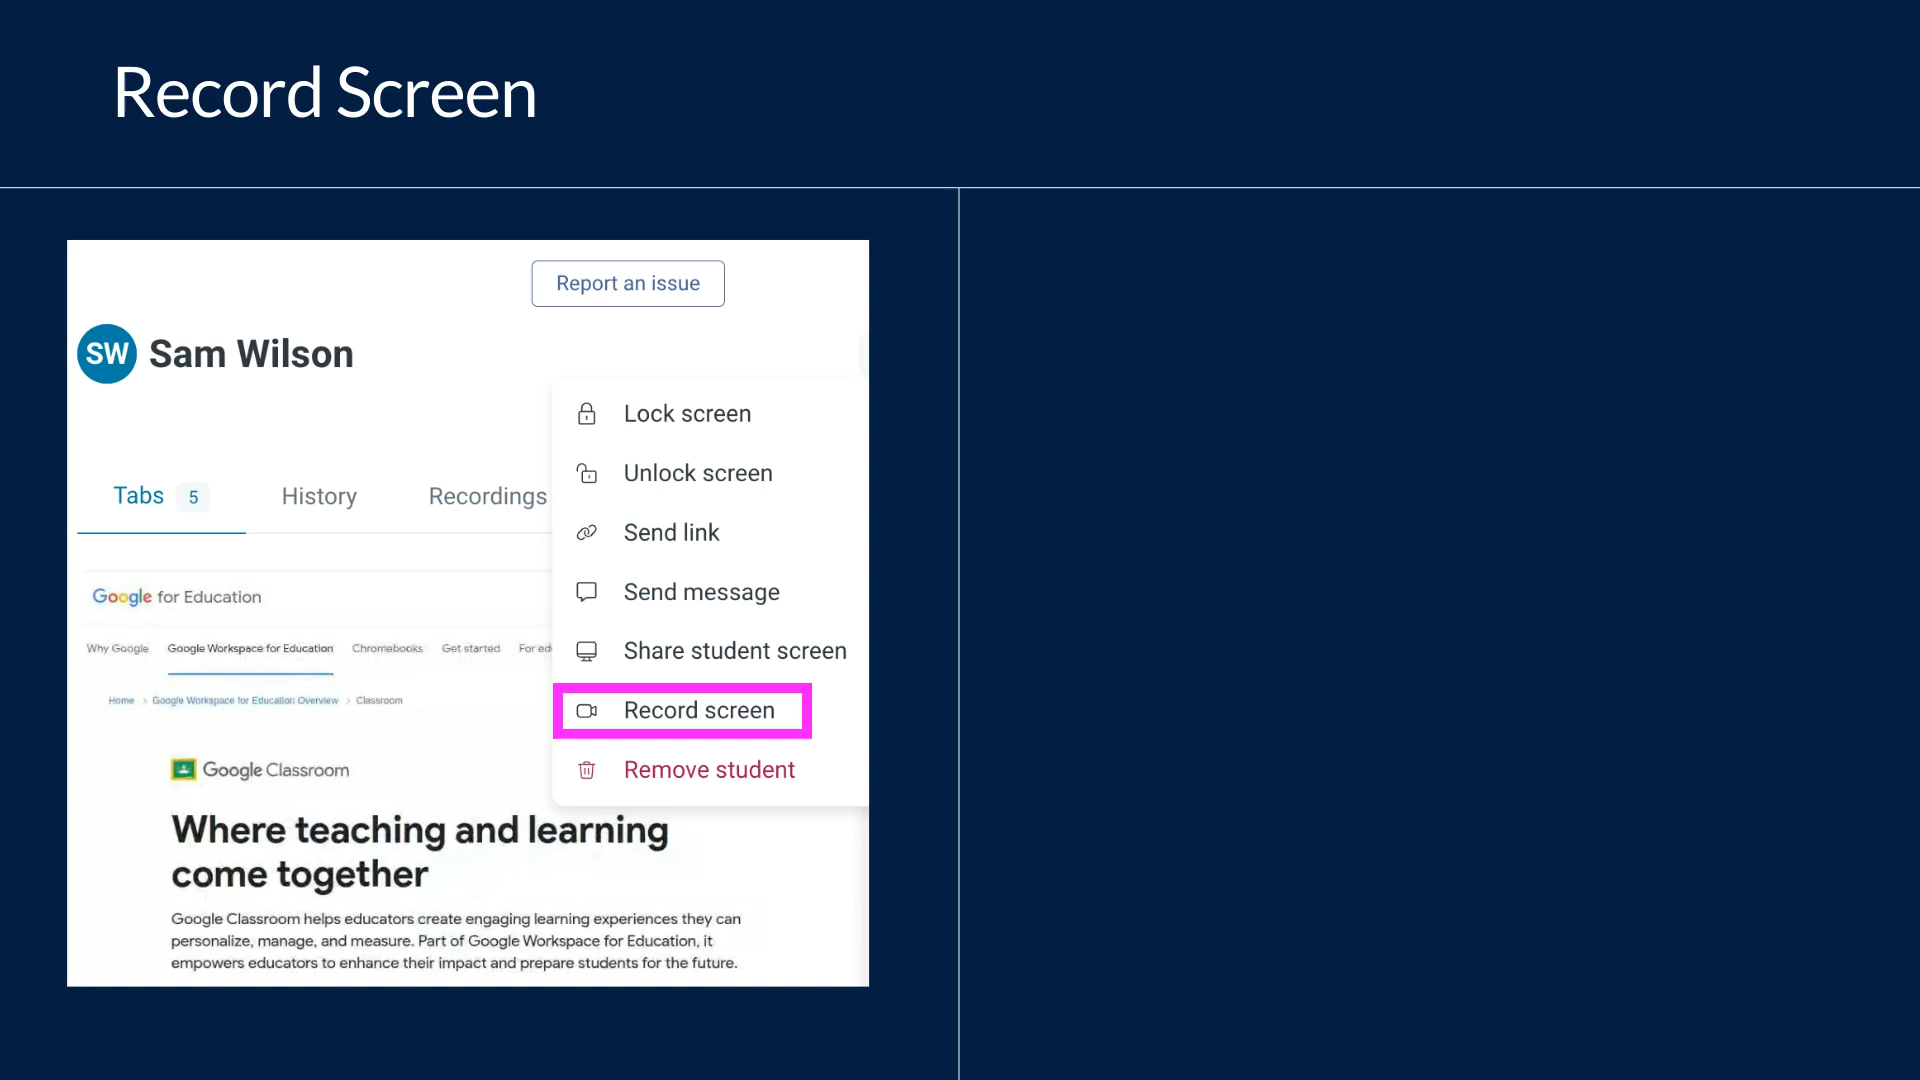 Record Screen
Report an issue
SW Sam Wilson
Lock screen
Unlock screen
Send link
Send message
Share student screen
Record screen
Remove student
Tabs 5 History Recordings
Google for Education
Why Google Google Workspace for Education Chromebooks Get started For ed
Home > Google Workspace for Education Overview > Classroom
Google Classroom
Where teaching and learning
come together
Google Classroom helps educators create engaging learning experiences they can
personalize, manage, and measure. Part of Google Workspace for Education, it
empowers educators to enhance their impact and prepare students for the future.